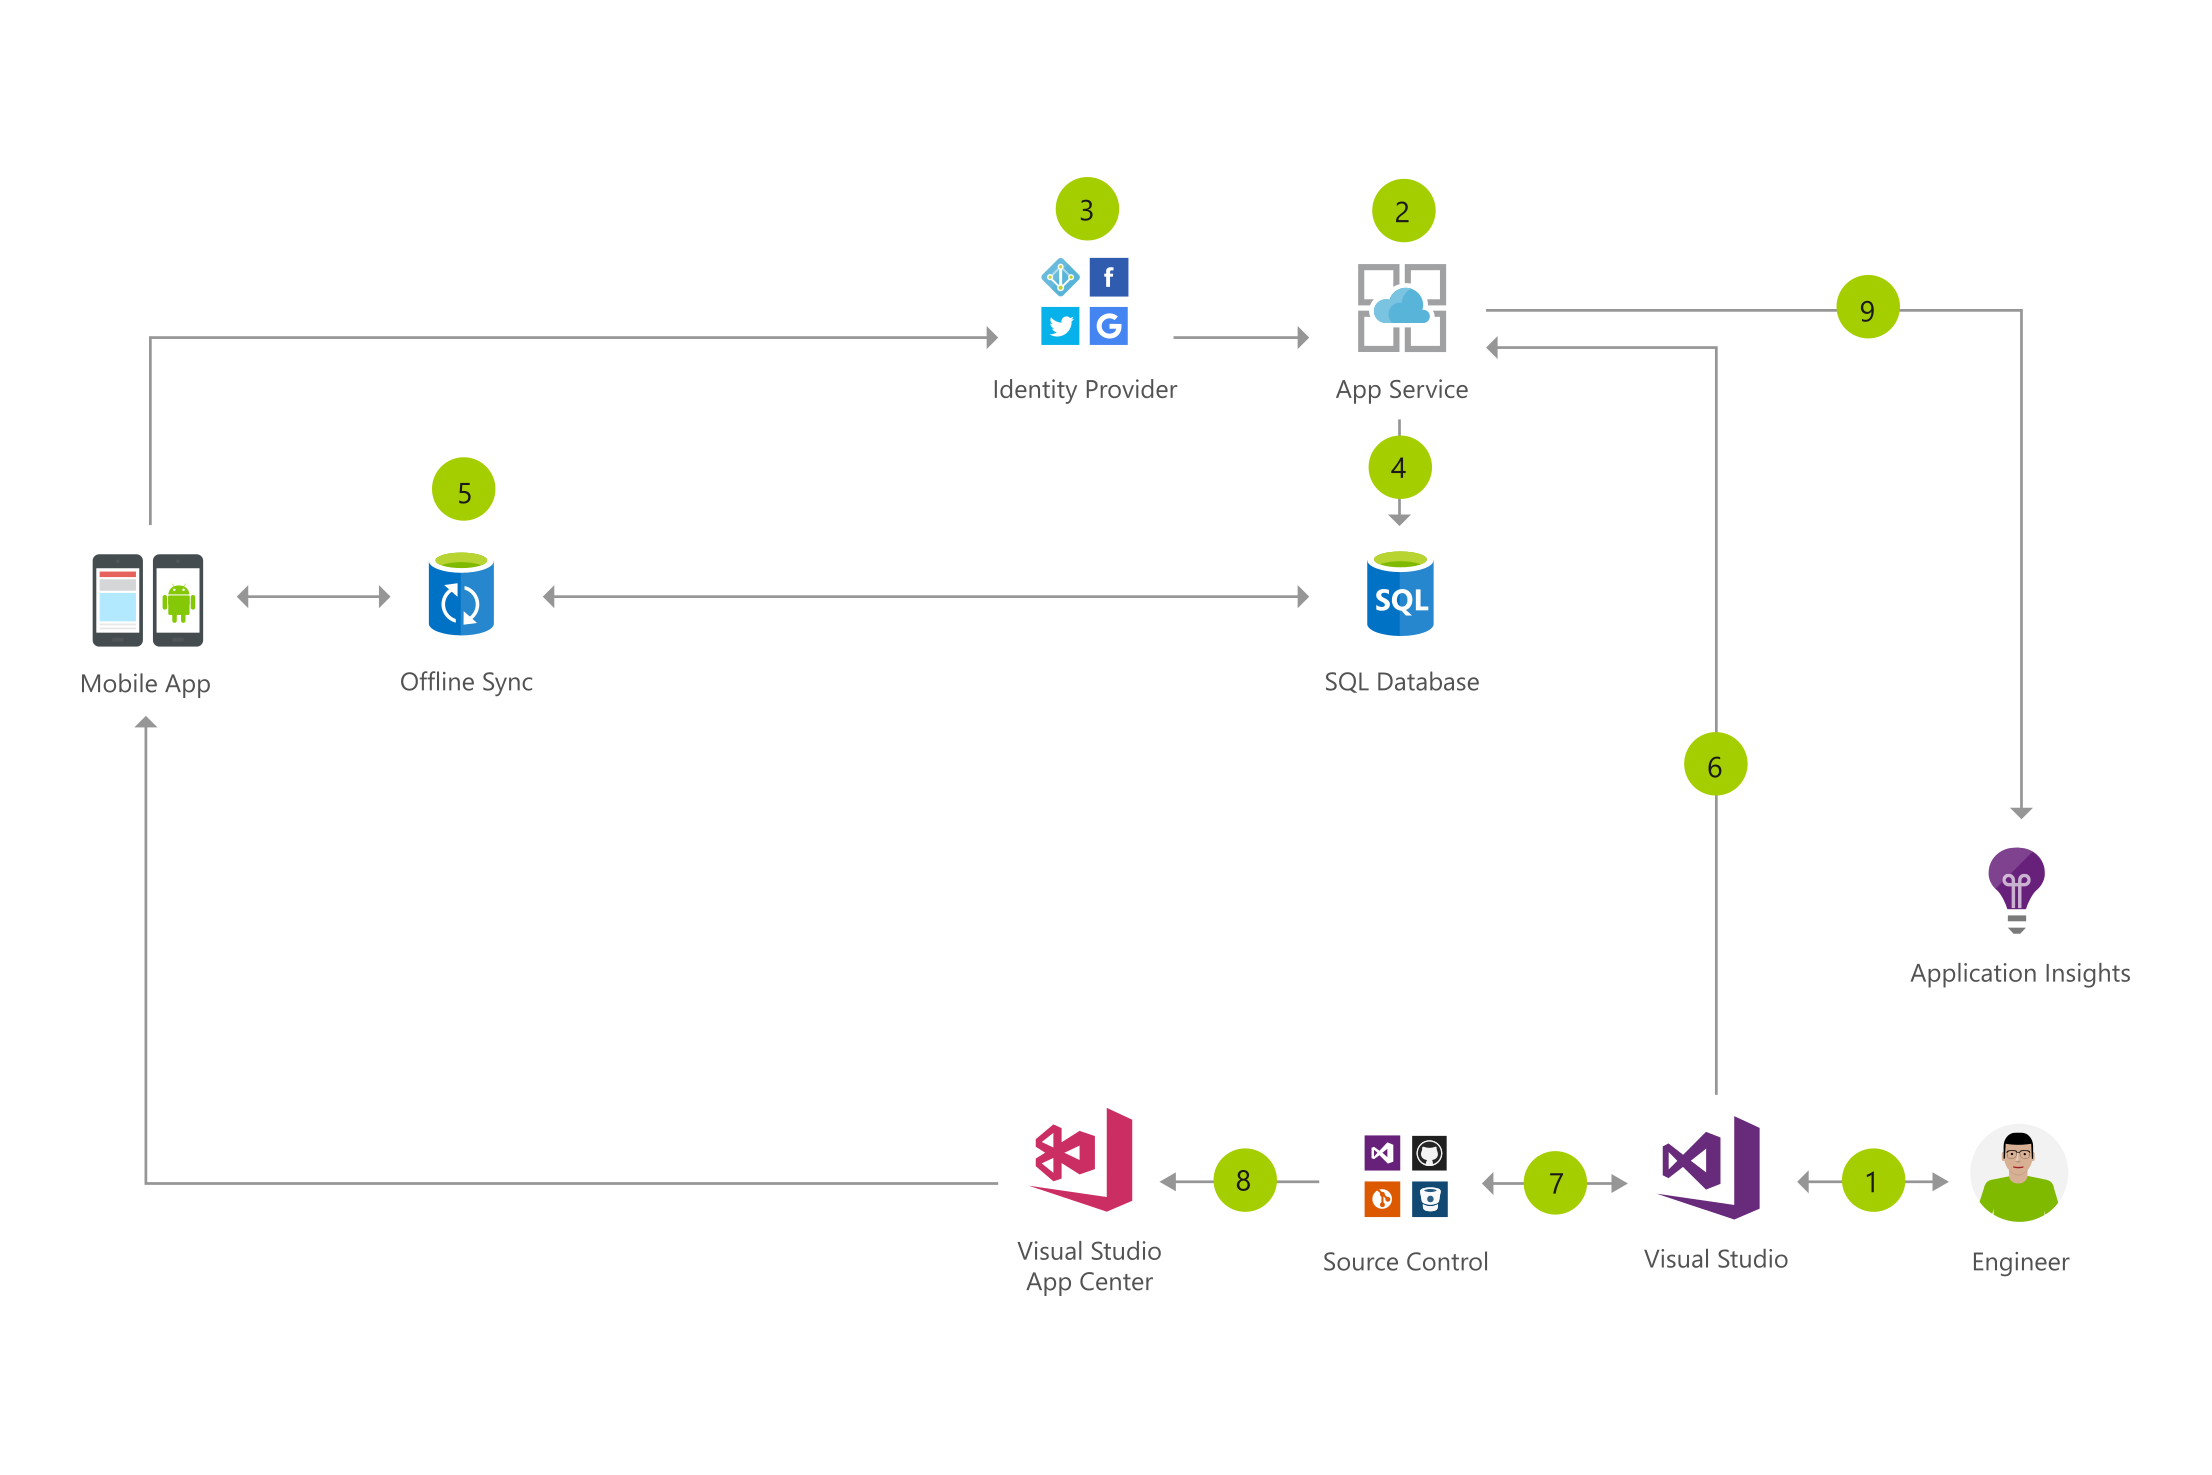 3
2
f
G
9
Identity Provider
App Service
4
5
SQL
Mobile App
Offline Sync
SQL Database
6
Application Insights
8
7
1
Visual Studio
App Center
Source Control
Visual Studio
Engineer